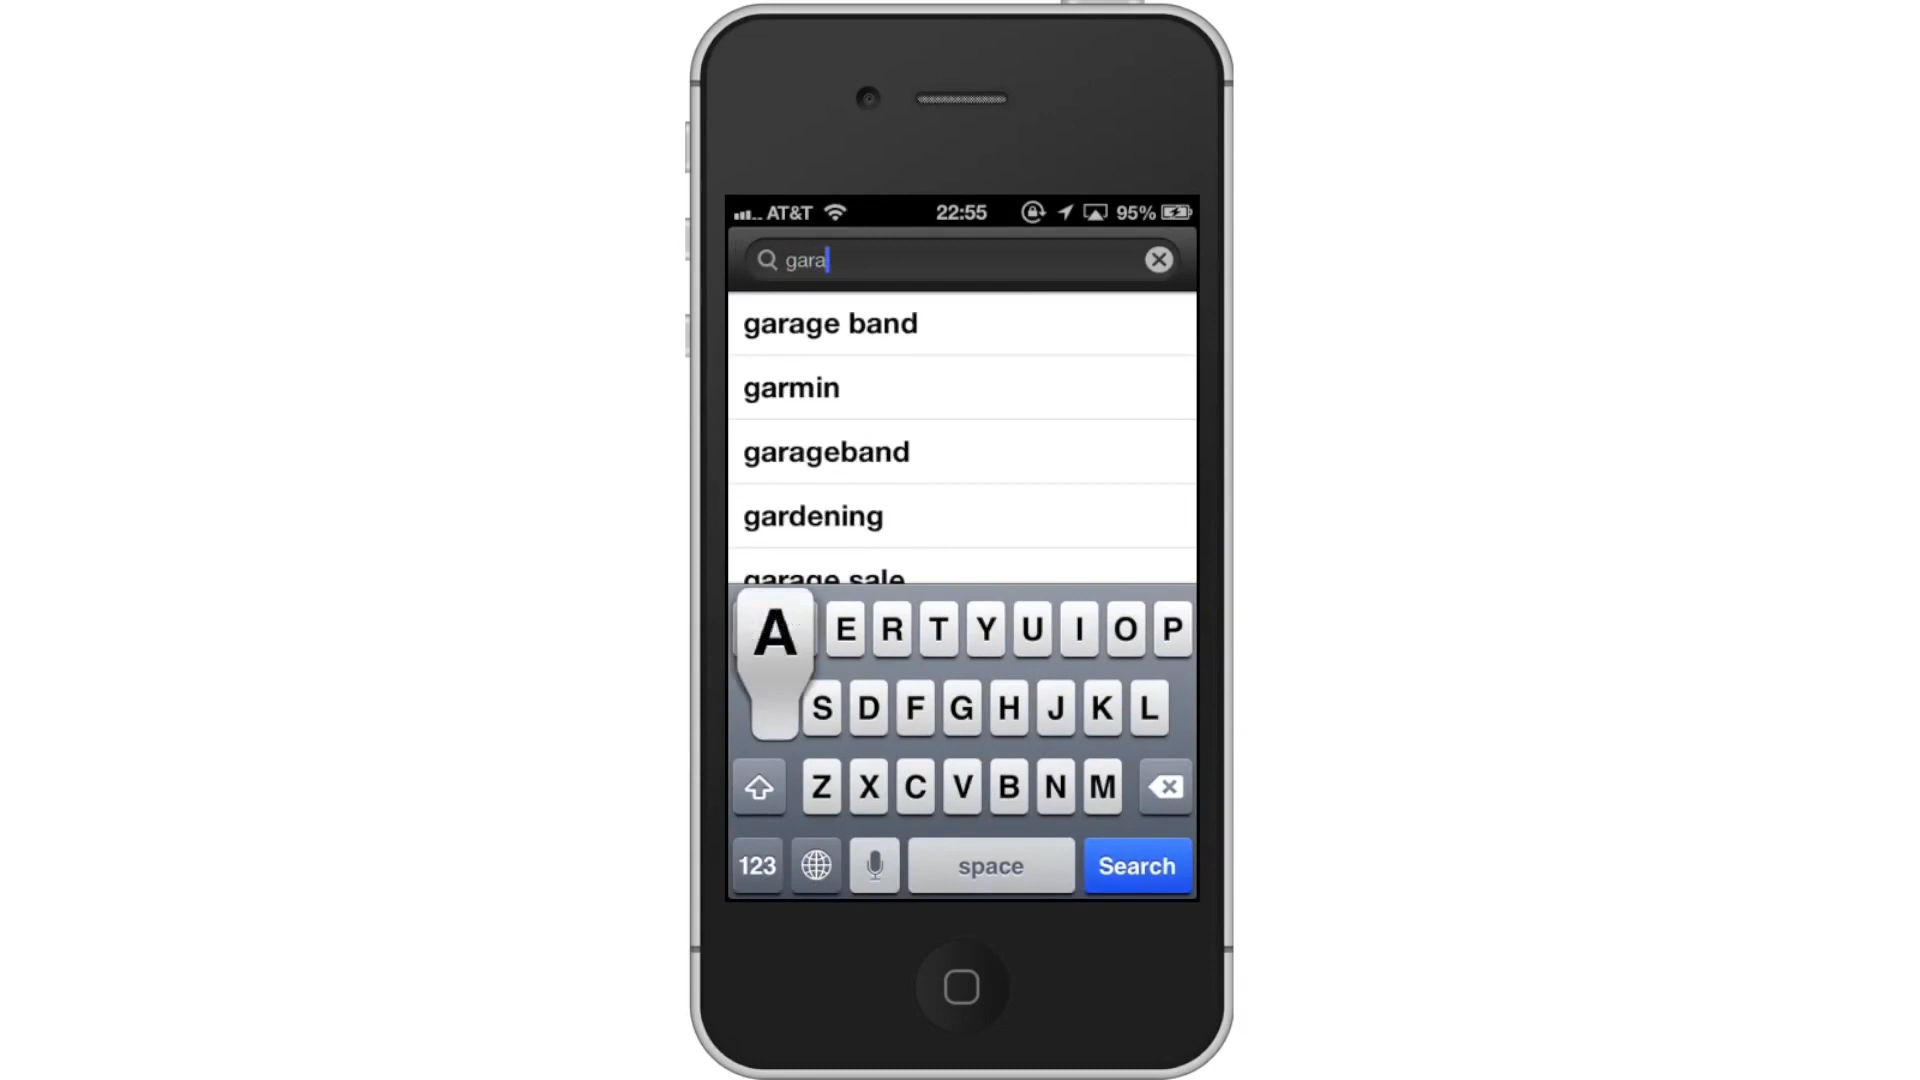 AT&T 22:55 95%
gara
garage band
garmin
garageband
gardening
garage sale
A E R T Y U I O P
S D F G H J K L
Z X C V B N M
123 space Search